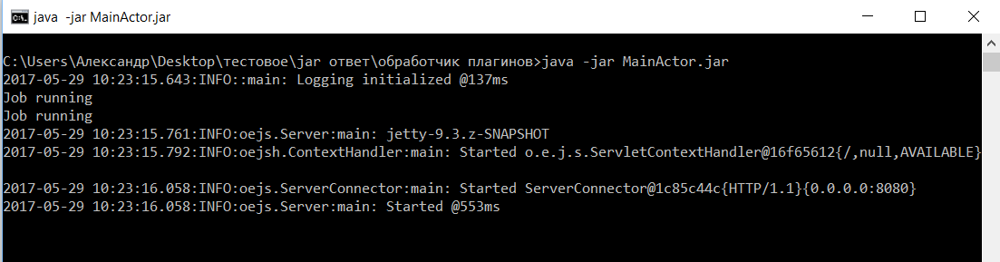 java  -jar MainActor.jar
C:\Users\Александр\Desktop\тестовое\jar ответ\обработчик плагинов>java -jar MainActor.jar
2017-05-29 10:23:15.643:INFO::main: Logging initialized @137ms
Job running
Job running
2017-05-29 10:23:15.761:INFO:oejs.Server:main: jetty-9.3.z-SNAPSHOT
2017-05-29 10:23:15.792:INFO:oejsh.ContextHandler:main: Started o.e.j.s.ServletContextHandler@16f65612{/,null,AVAILABLE}
2017-05-29 10:23:16.058:INFO:oejs.ServerConnector:main: Started ServerConnector@1c85c44c{HTTP/1.1}{0.0.0.0:8080}
2017-05-29 10:23:16.058:INFO:oejs.Server:main: Started @553ms